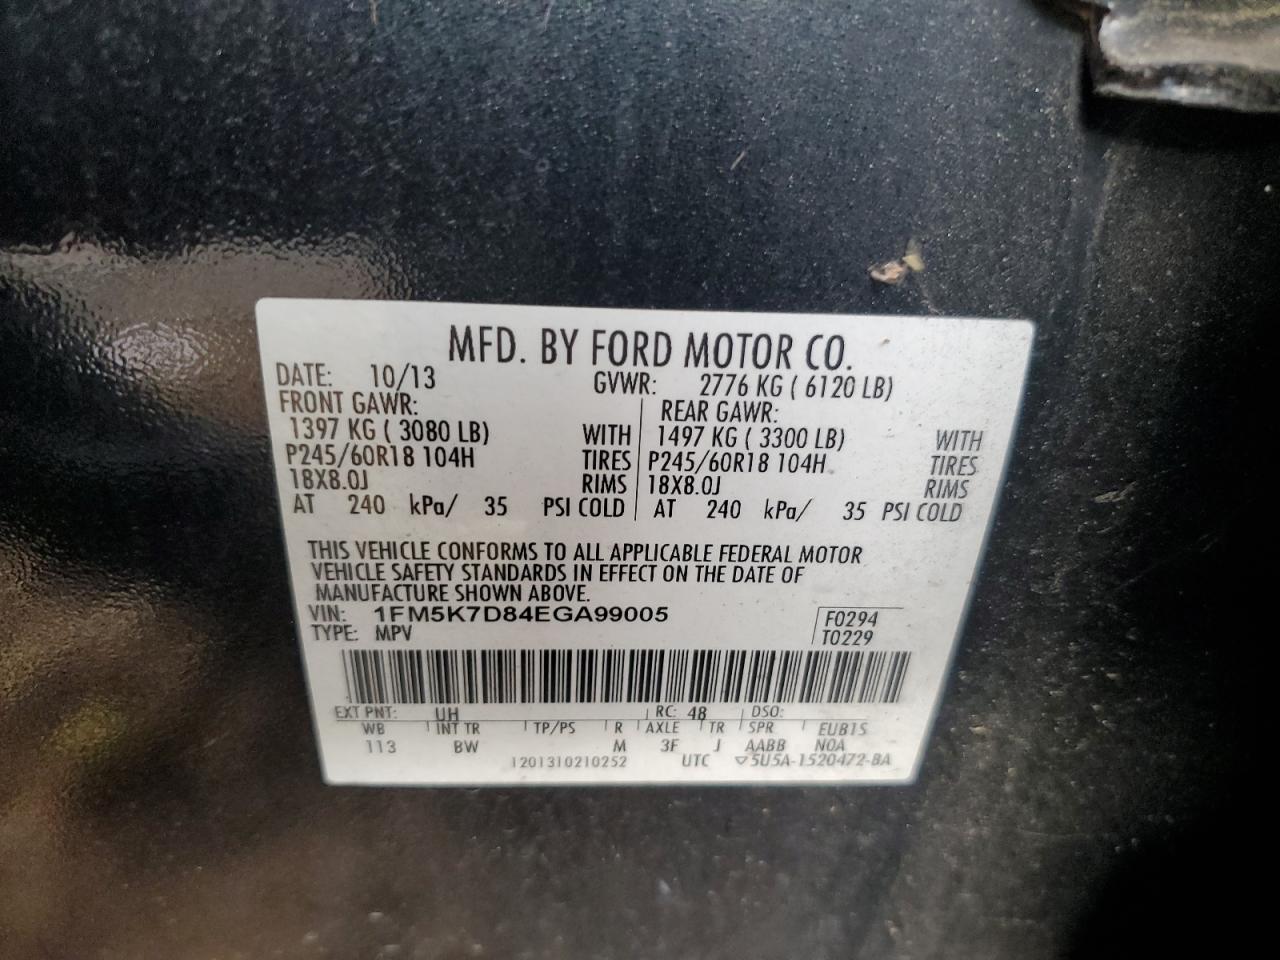 MFD. BY FORD MOTOR CO.
DATE: 10/13 GVWR: 2776 KG ( 6120 LB)
FRONT GAWR: REAR GAWR:
1397 KG ( 3080 LB) WITH 1497 KG ( 3300 LB) WITH
P245/60R18 104H TIRES P245/60R18 104H TIRES
18X8.0J RIMS 18X8.0J RIMS
AT 240 kPa/ 35 PSI COLD AT 240 kPa/ 35 PSI COLD
THIS VEHICLE CONFORMS TO ALL APPLICABLE FEDERAL MOTOR
VEHICLE SAFETY STANDARDS IN EFFECT ON THE DATE OF
MANUFACTURE SHOWN ABOVE.
VIN: 1FM5K7D84EGA99005 F0294
TYPE: MPV T0229
EXT PNT: UH RC: 48 DSO:
WB INT TR TP/PS R AXLE TR SPR EUB1S
113 BW M 3F J AABB N0A
1201310210252 UTC ▽5U5A-1520472-BA